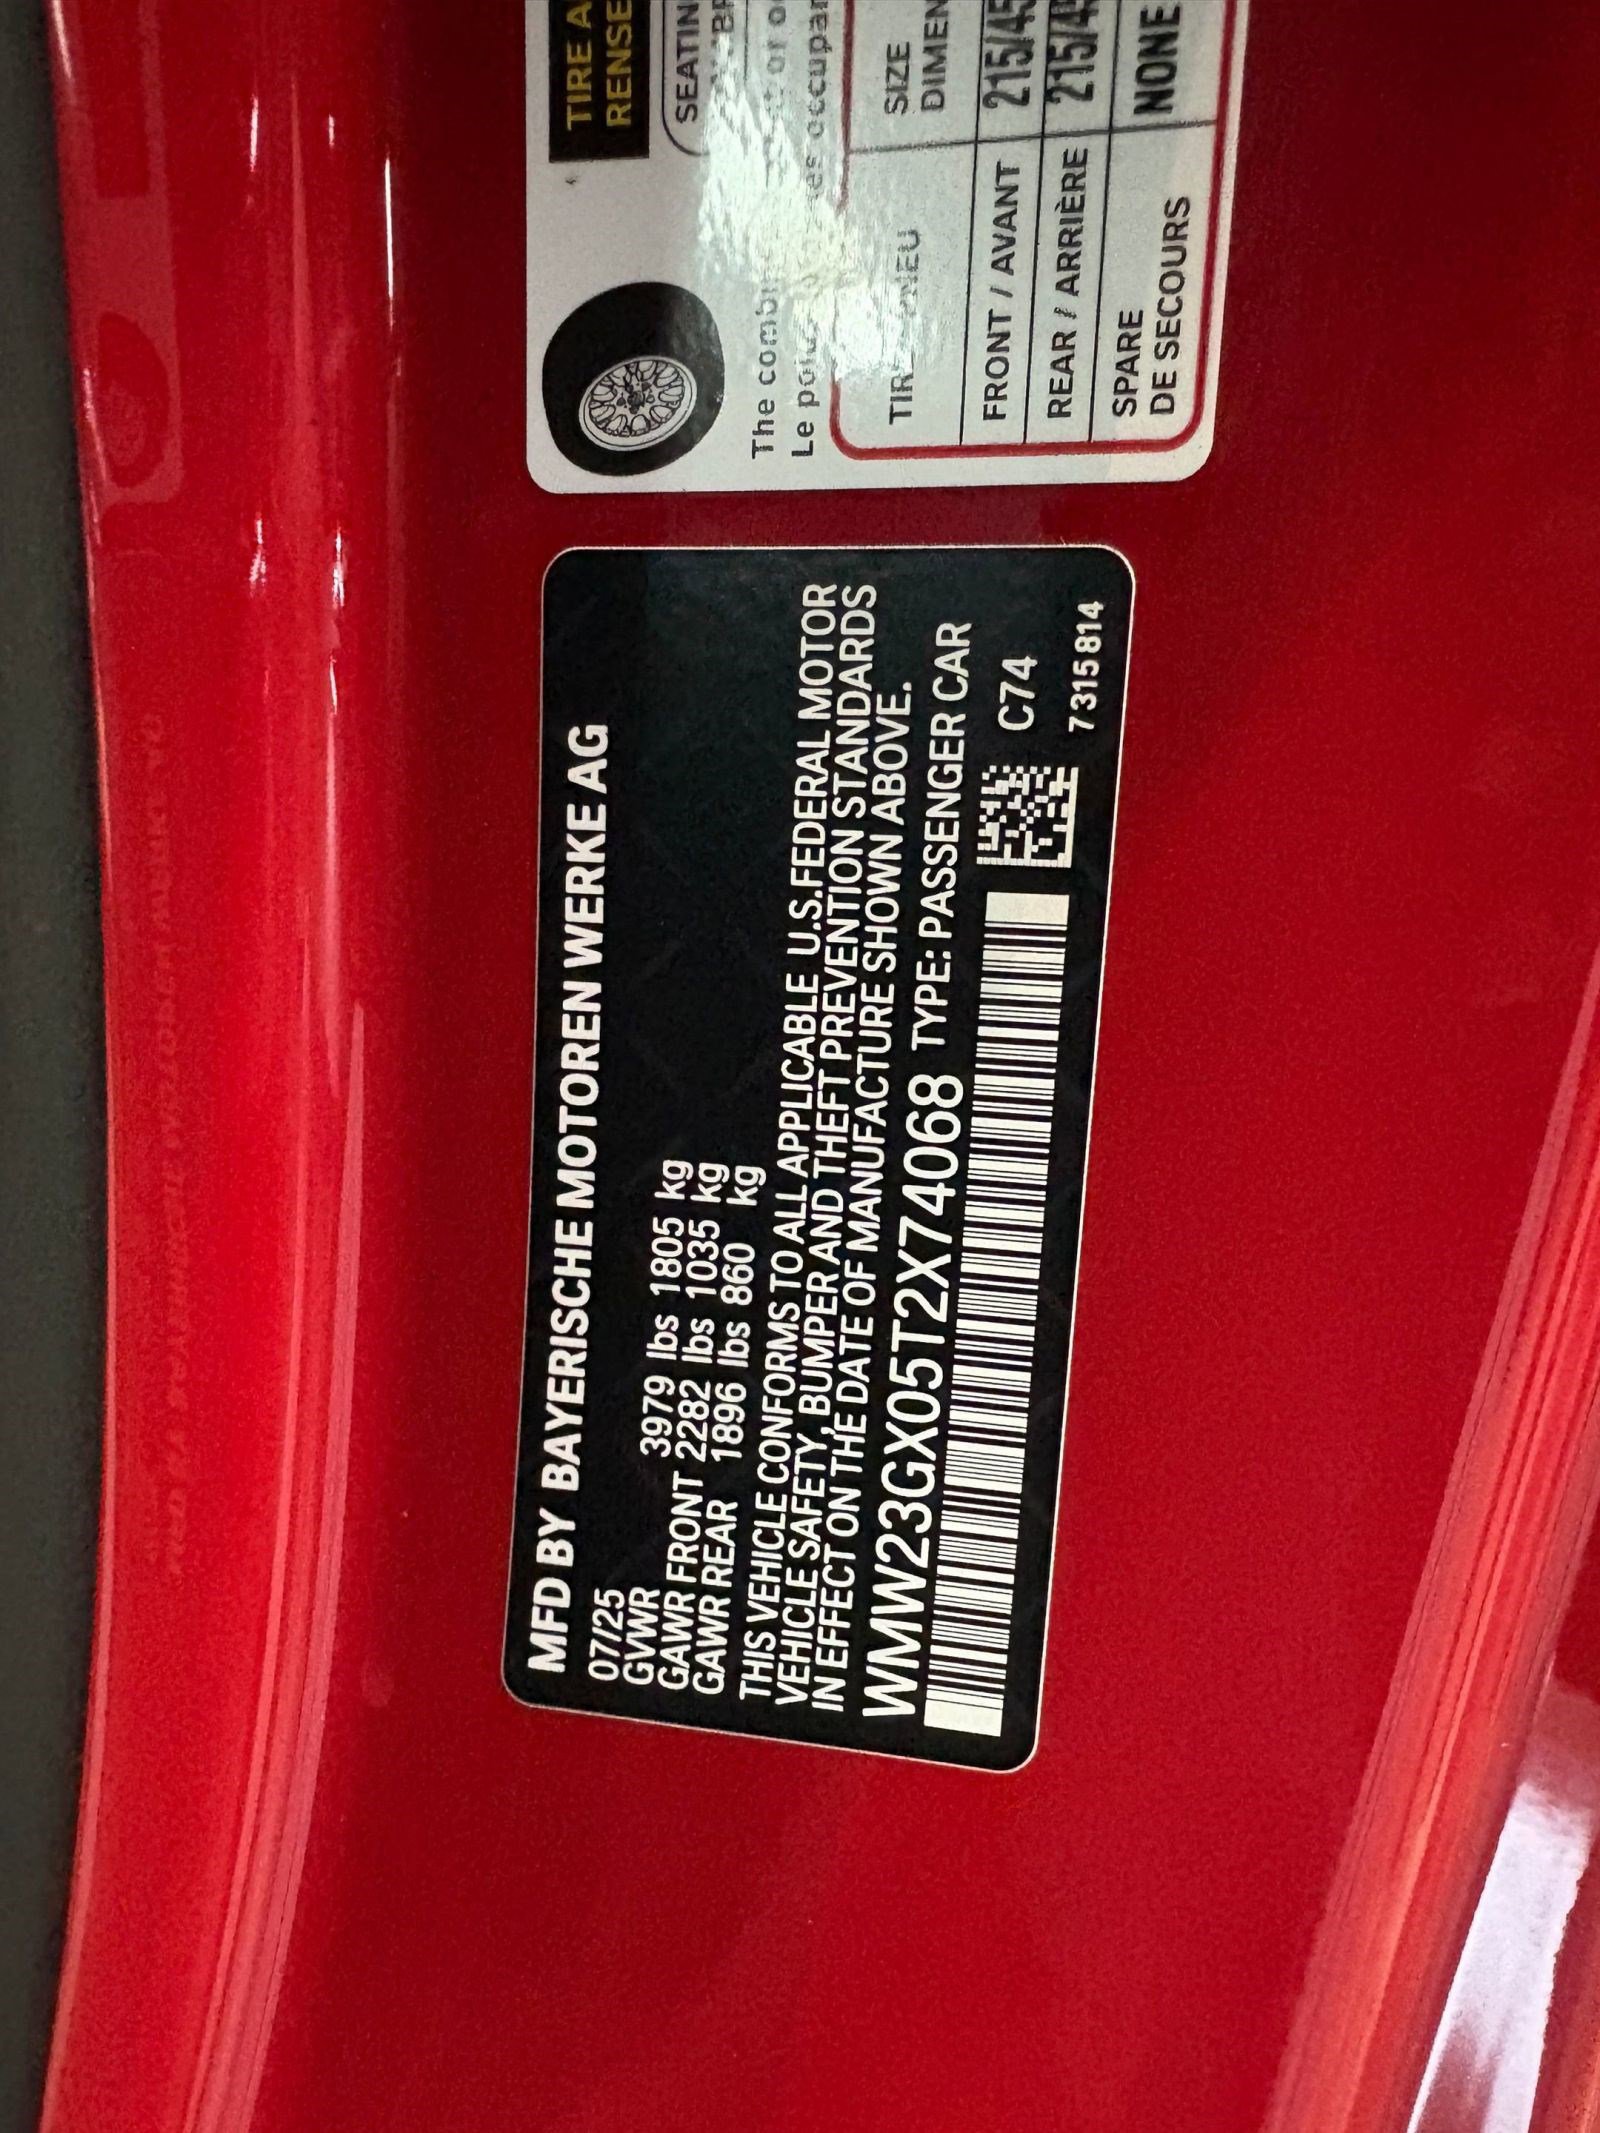 MFD BY BAYERISCHE MOTOREN WERKE AG
07/25
GVWR 3979 lbs 1805 kg
GAWR FRONT 2282 lbs 1035 kg
GAWR REAR 1896 lbs 860 kg
THIS VEHICLE CONFORMS TO ALL APPLICABLE U.S.FEDERAL MOTOR
VEHICLE SAFETY, BUMPER AND THEFT PREVENTION STANDARDS
IN EFFECT ON THE DATE OF MANUFACTURE SHOWN ABOVE.
WMW23GX05T2X74068 TYPE: PASSENGER CAR
C74
7315814
TIRE A
RENSE
SEATIN
The
Le
occupan
SIZE
DIMEN
FRONT / AVANT 215/45
REAR / ARRIÈRE 215/45
SPARE NONE
DE SECOURS